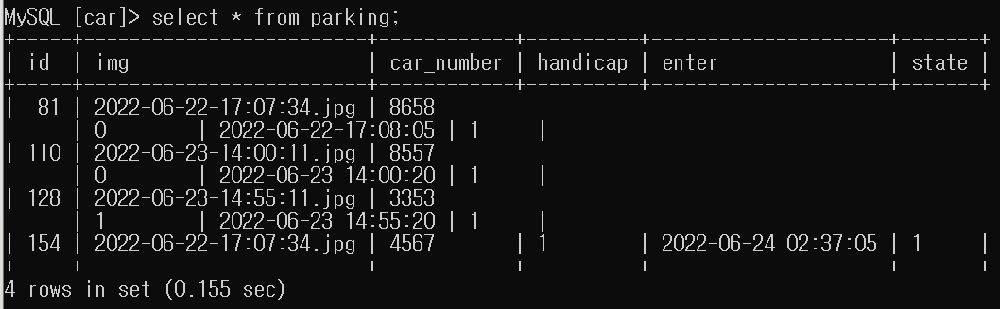 MySQL [car]> select * from parking;
+-----+-------------------------+------------+----------+---------------------+-------+
| id  | img                     | car_number | handicap | enter               | state |
+-----+-------------------------+------------+----------+---------------------+-------+
|  81 | 2022-06-22-17:07:34.jpg | 8658
      | 0        | 2022-06-22-17:08:05 | 1     |
| 110 | 2022-06-23-14:00:11.jpg | 8557
      | 0        | 2022-06-23 14:00:20 | 1     |
| 128 | 2022-06-23-14:55:11.jpg | 3353
      | 1        | 2022-06-23 14:55:20 | 1     |
| 154 | 2022-06-22-17:07:34.jpg | 4567       | 1        | 2022-06-24 02:37:05 | 1     |
+-----+-------------------------+------------+----------+---------------------+-------+
4 rows in set (0.155 sec)